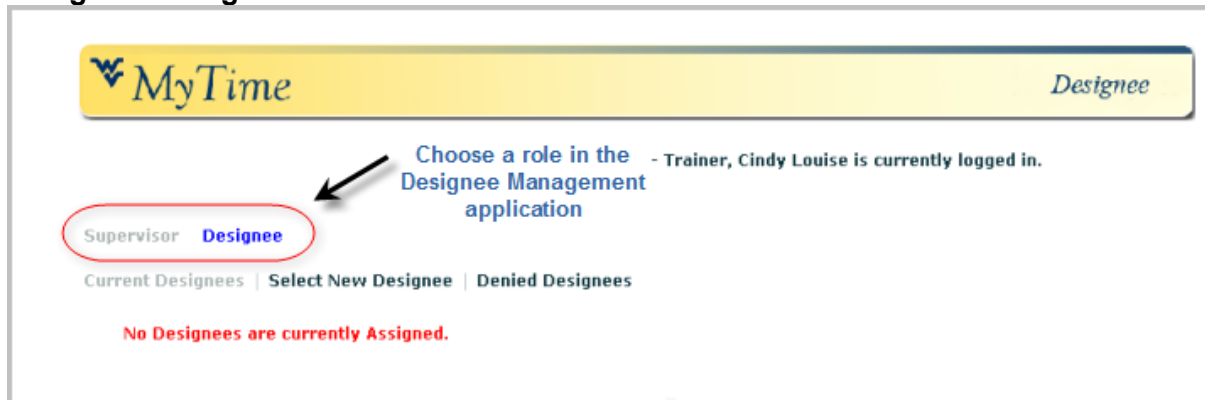 MyTime
Designee
Choose a role in the
Designee Management
application
- Trainer, Cindy Louise is currently logged in.
Supervisor Designee
Current Designees | Select New Designee | Denied Designees
No Designees are currently Assigned.